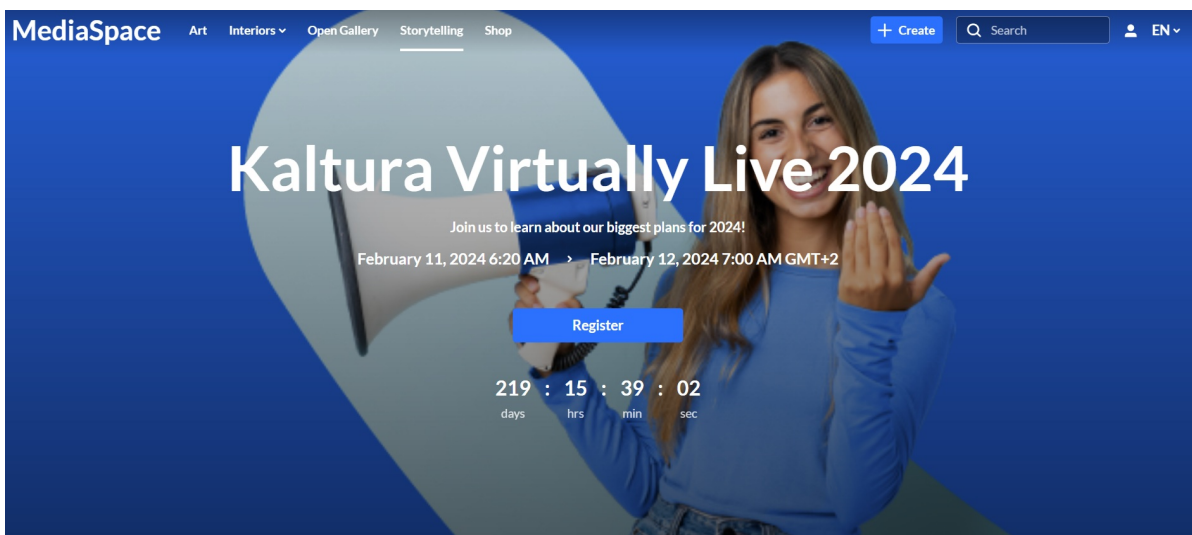 MediaSpace Art Interiors Open Gallery Storytelling Shop + Create Search EN
Kaltura Virtually Live 2024
Join us to learn about our biggest plans for 2024!
February 11, 2024 6:20 AM > February 12, 2024 7:00 AM GMT+2
Register
219 : 15 : 39 : 02
days hrs min sec